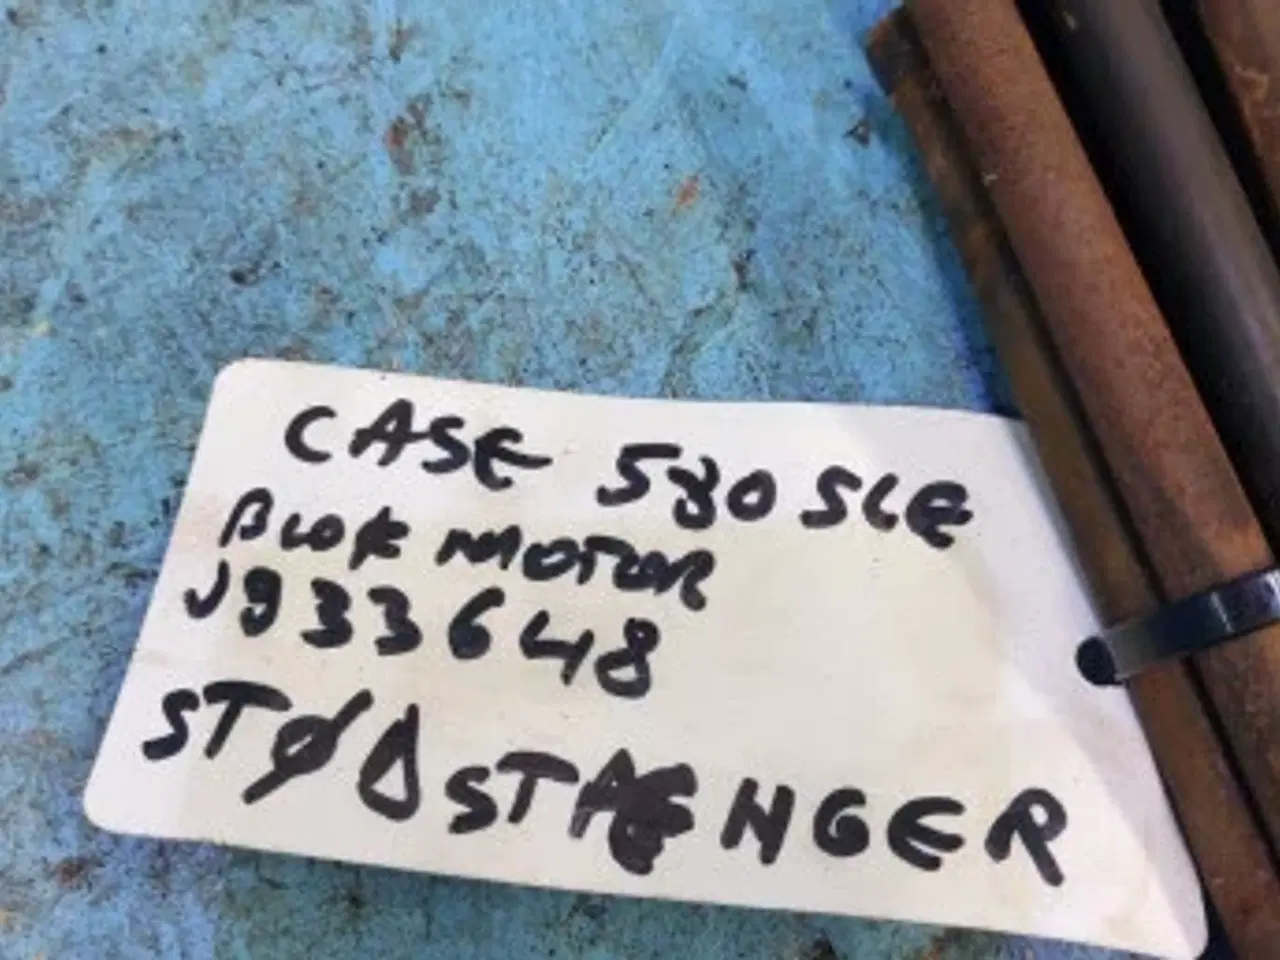 CASE 580 SLE
BLOK MOTOR
J933648
STØDSTÆNGER